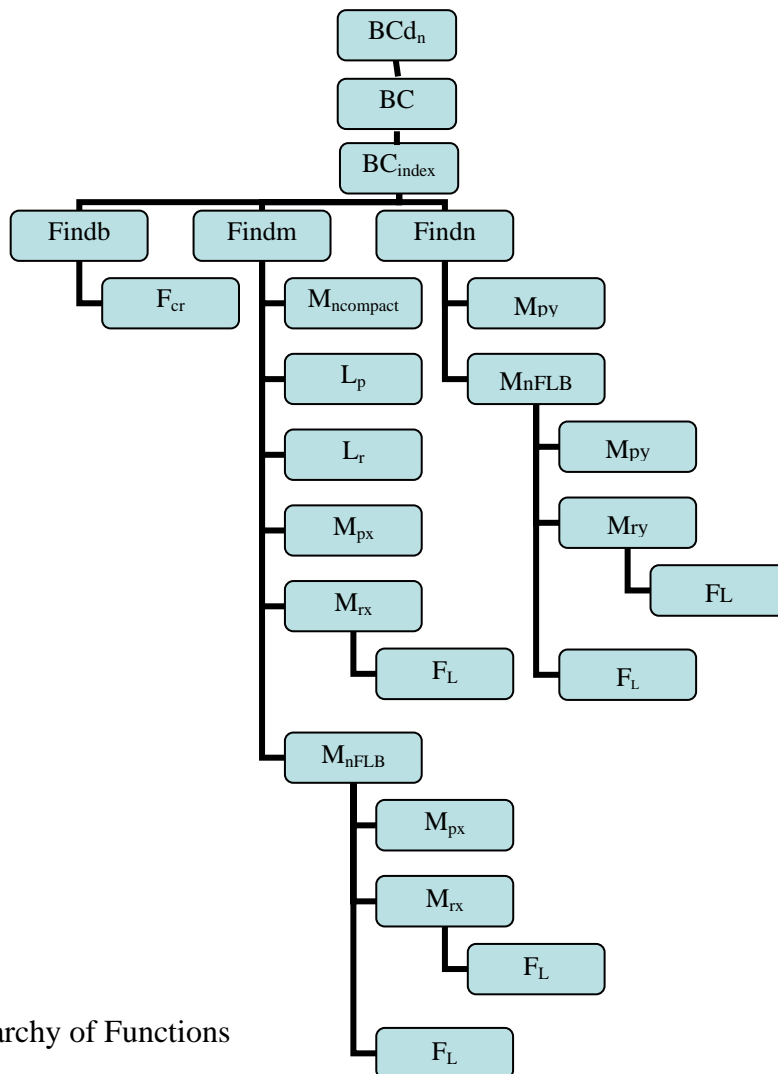 BCdn
BC
BCindex
Findb
Findm
Findn
Fcr
Mncompact
Mpy
Lp
MnFLB
Lr
Mpy
Mpx
Mry
Mrx
FL
FL
FL
MnFLB
Mpx
Mrx
FL
FL
archy of Functions